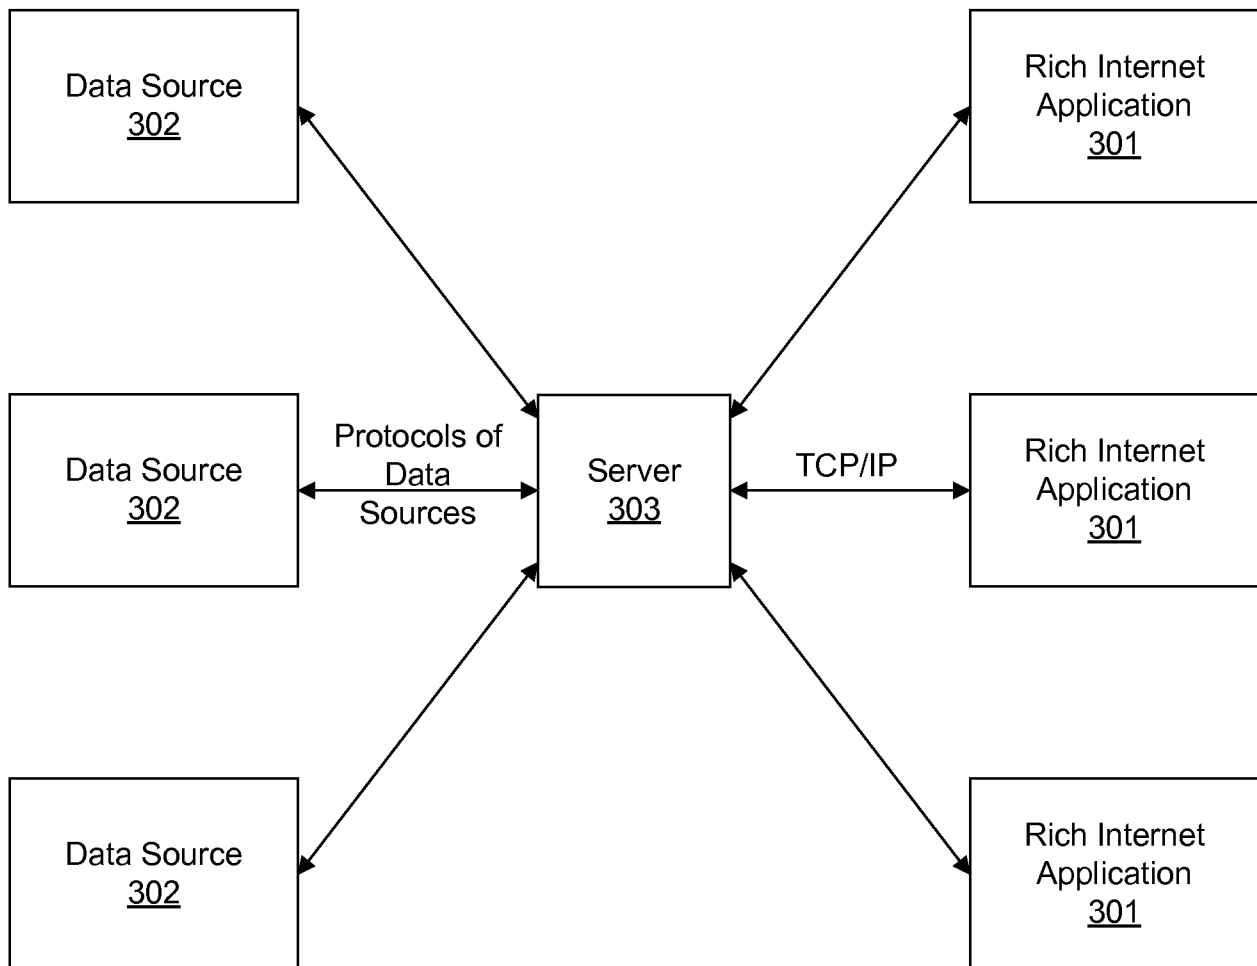 Data Source
302
Rich Internet
Application
301
Data Source
302
Protocols of
Data
Sources
Server
303
TCP/IP
Rich Internet
Application
301
Data Source
302
Rich Internet
Application
301